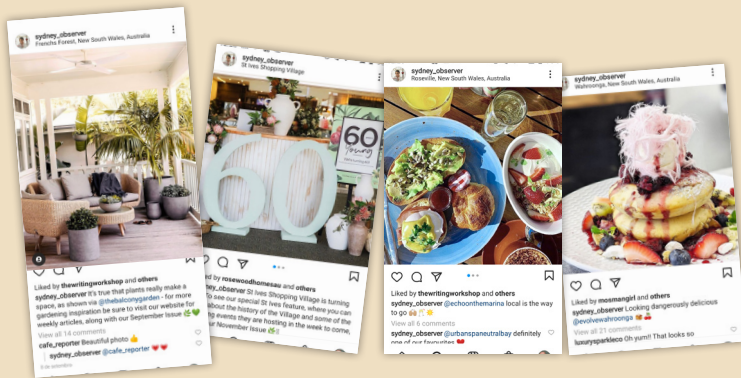 sydney_observer
Frenchs Forest, New South Wales, Australia
Liked by thewritingworkshop and others
sydney_observer It's true that plants really make a
space, as shown via @thebalconygarden - for more
gardening inspiration be sure to visit our website for
weekly articles, along with our September Issue 🌿💚
View all 14 comments
cafe_reporter Beautiful photo 👍
sydney_observer @cafe_reporter ❤️❤️
sydney_observer
St Ives Shopping Village
60
60
Young
ed by rosewoodhomesau and others
ney_observer St Ives Shopping Village is turning
To see our special St Ives feature, where you can
about the history of the Village and some of the
ing events they are hosting in the week to come,
ur November Issue
sydney_observer
Roseville, New South Wales, Australia
Liked by thewritingworkshop and others
sydney_observer @echoonthemarina local is the way
to go 🙌🥂☀️
View all 6 comments
sydney_observer @urbanspaneutralbay definitely
one of our favourites ❤️
sydney_observer
Wahroonga, New South Wales, Australia
Liked by mosmangirl and others
sydney_observer Looking dangerously delicious
@evolvewahroonga 🥞🍒
View all 21 comments
luxurysparkleco Oh yum!! That looks so